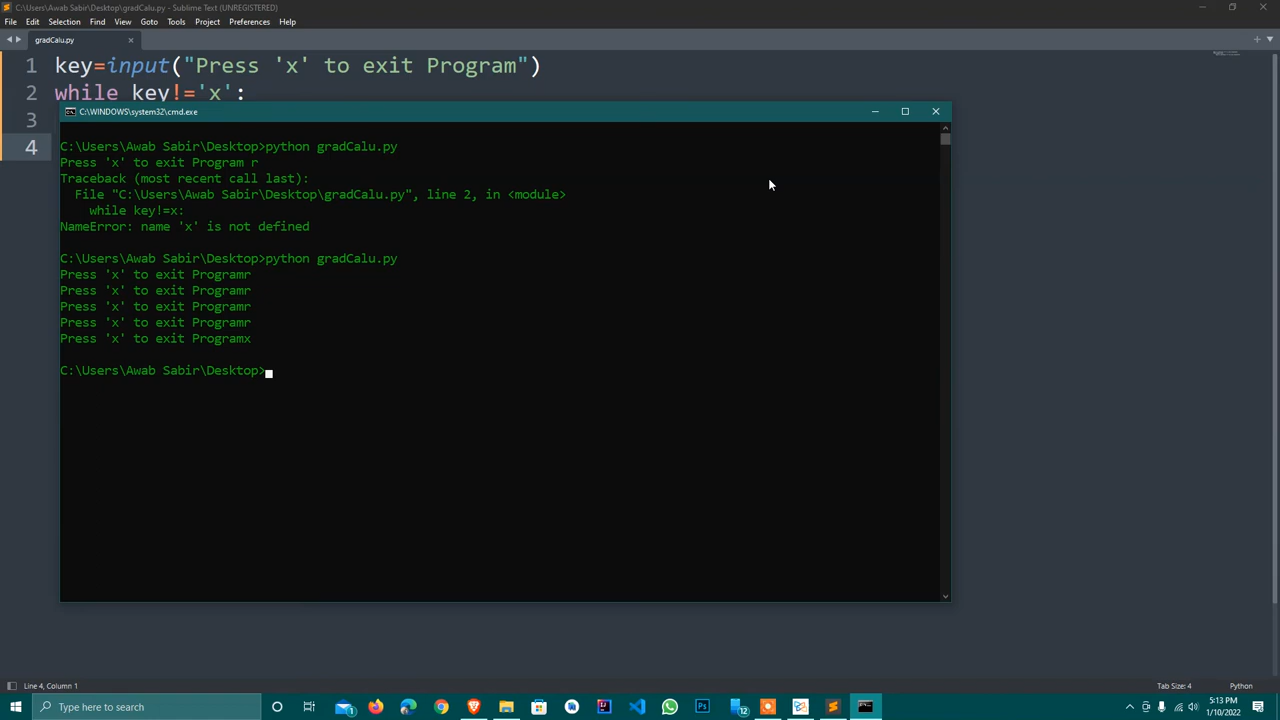 C:\Users\Awab Sabir\Desktop\gradCalu.py - Sublime Text (UNREGISTERED)
File Edit Selection Find View Goto Tools Project Preferences Help
gradCalu.py
1 key=input("Press 'x' to exit Program")
2 while key!='x':
3
4
C:\WINDOWS\system32\cmd.exe
C:\Users\Awab Sabir\Desktop>python gradCalu.py
Press 'x' to exit Program r
Traceback (most recent call last):
File "C:\Users\Awab Sabir\Desktop\gradCalu.py", line 2, in <module>
while key!=x:
NameError: name 'x' is not defined
C:\Users\Awab Sabir\Desktop>python gradCalu.py
Press 'x' to exit Programr
Press 'x' to exit Programr
Press 'x' to exit Programr
Press 'x' to exit Programr
Press 'x' to exit Programx
C:\Users\Awab Sabir\Desktop>
Line 4, Column 1
Tab Size: 4
Python
Type here to search
12
5:13 PM
1/10/2022